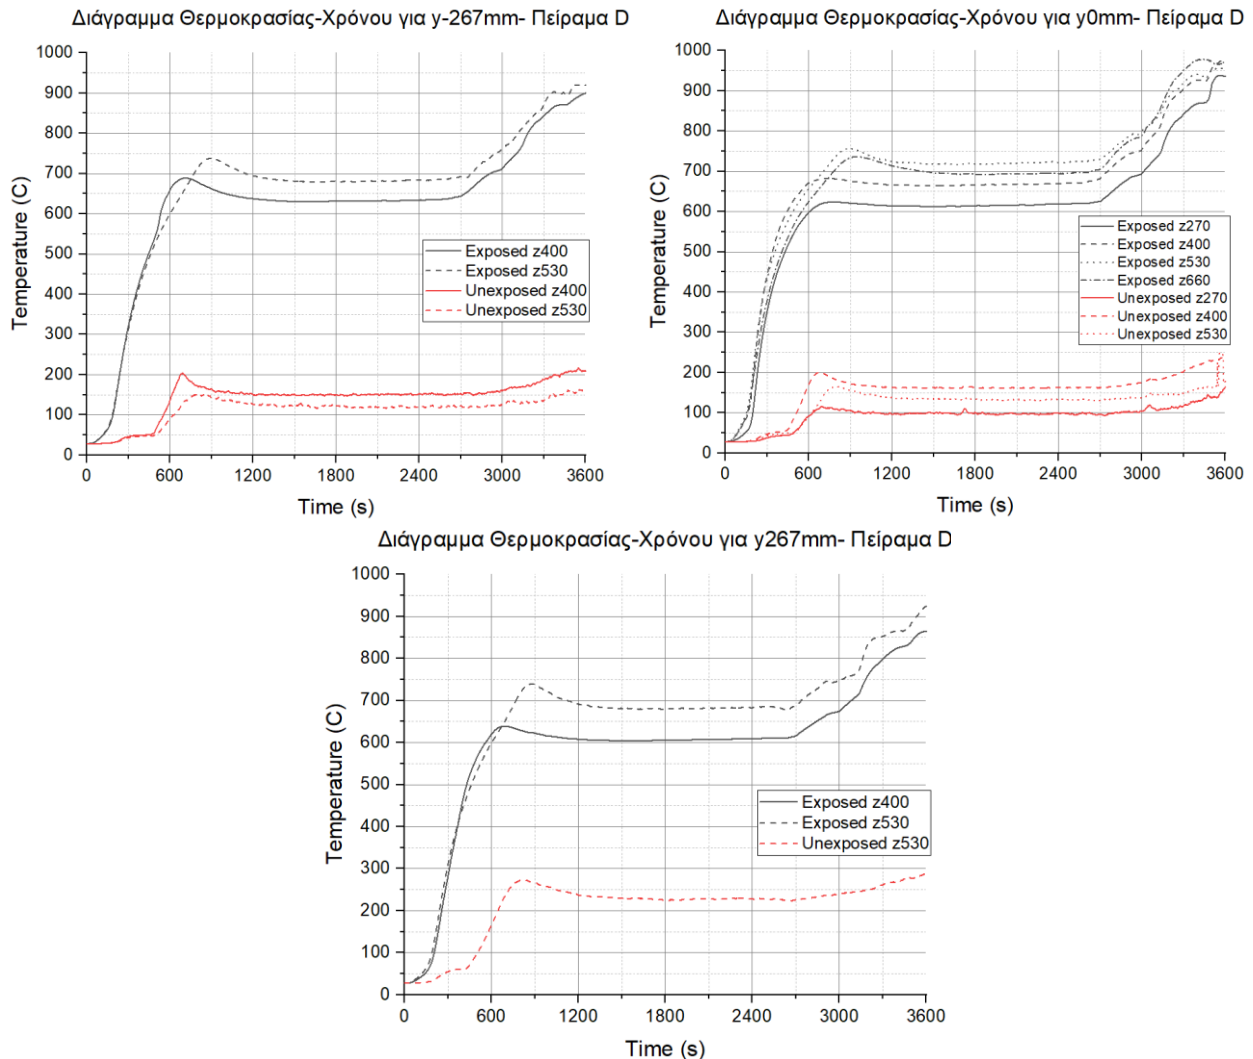 Διάγραμμα Θερμοκρασίας-Χρόνου για y-267mm- Πείραμα D
1000
900
800
700
600
500
400
300
200
100
0
Temperature (C)
Exposed z400
Exposed z530
Unexposed z400
Unexposed z530
0 600 1200 1800 2400 3000 3600
Time (s)
Διάγραμμα Θερμοκρασίας-Χρόνου για y0mm- Πείραμα D
1000
900
800
700
600
500
400
300
200
100
0
Temperature (C)
Exposed z270
Exposed z400
Exposed z530
Exposed z660
Unexposed z270
Unexposed z400
Unexposed z530
0 600 1200 1800 2400 3000 3600
Time (s)
Διάγραμμα Θερμοκρασίας-Χρόνου για y267mm- Πείραμα D
1000
900
800
700
600
500
400
300
200
100
0
Temperature (C)
Exposed z400
Exposed z530
Unexposed z530
0 600 1200 1800 2400 3000 3600
Time (s)